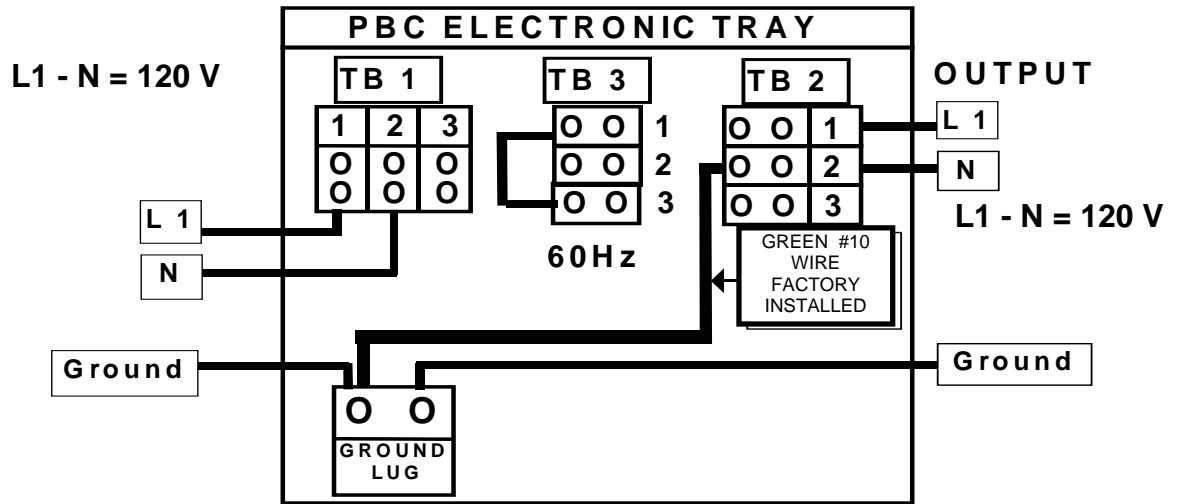 PBC ELECTRONIC TRAY
L1 - N = 120 V
TB 1
TB 3
TB 2
OUTPUT
1 2 3
O O O
O O O
O O 1
O O 2
O O 3
60Hz
O O 1
O O 2
O O 3
L 1
N
L1 - N = 120 V
L 1
N
GREEN #10
WIRE
FACTORY
INSTALLED
Ground
Ground
O O
GROUND
LUG